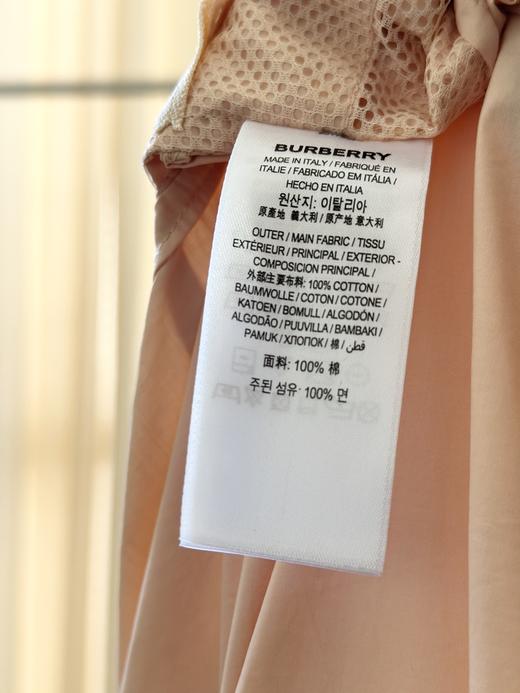 BURBERRY
MADE IN ITALY / FABRIQUÉ EN
ITALIE / FABRICADO EM ITÁLIA /
HECHO EN ITALIA
원산지: 이탈리아
原產地 義大利 / 原产地 意大利
OUTER / MAIN FABRIC / TISSU
EXTÉRIEUR / PRINCIPAL / EXTERIOR -
COMPOSICION PRINCIPAL /
外部主要布料: 100% COTTON /
BAUMWOLLE / COTON / COTONE /
KATOEN / BOMULL / ALGODÓN /
ALGODÃO / PUUVILLA / BAMBAKI /
PAMUK / ХЛОПОК / 棉 / قطن
面料: 100% 棉
주된 섬유· 100% 면